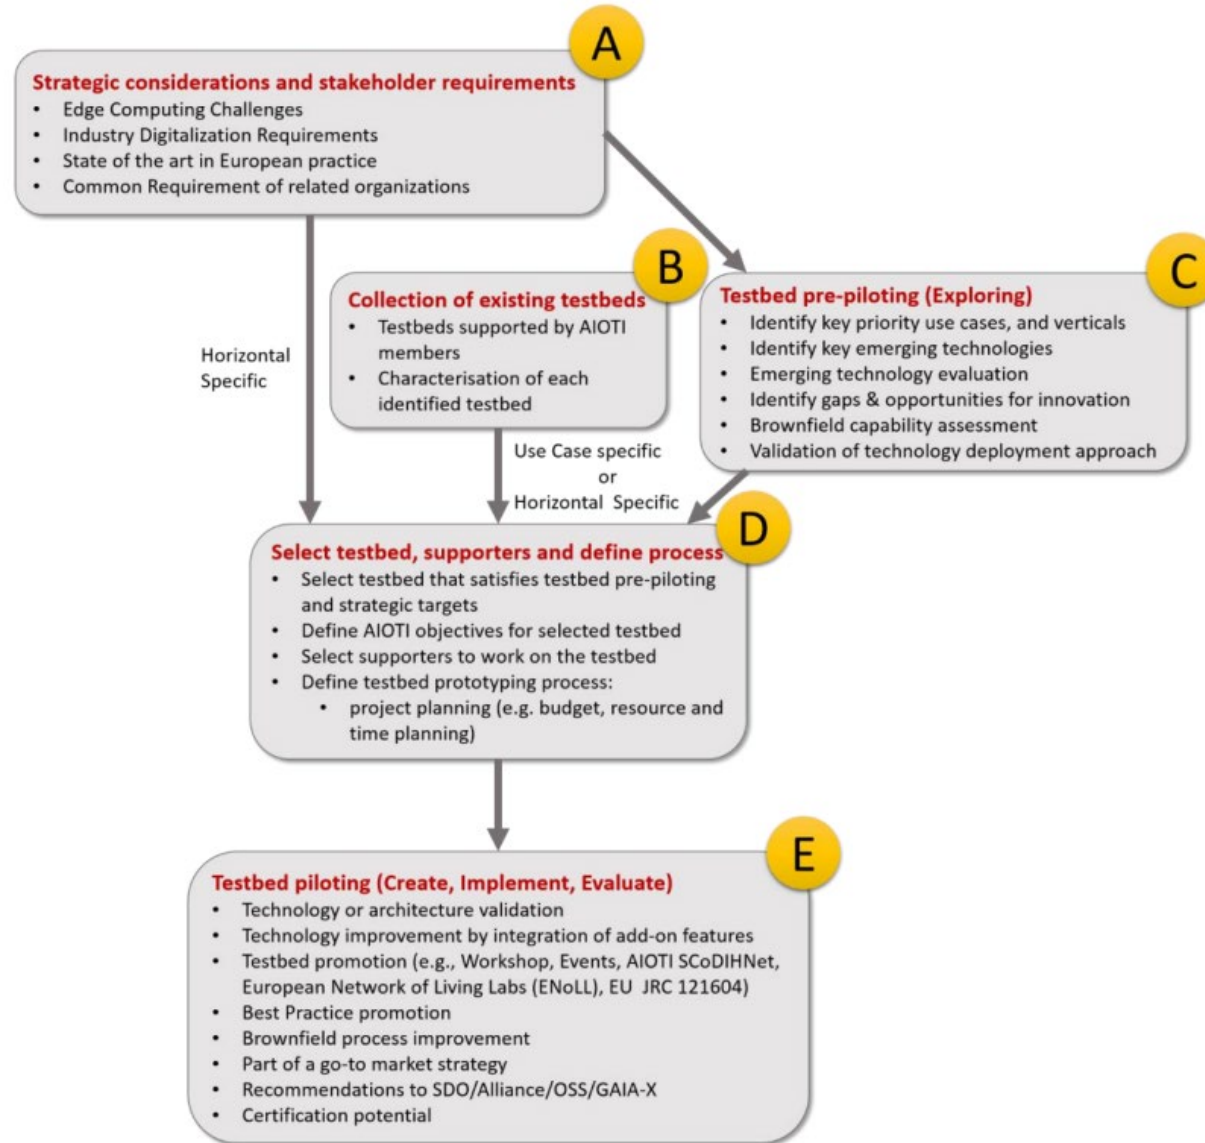 A
Strategic considerations and stakeholder requirements
• Edge Computing Challenges
• Industry Digitalization Requirements
• State of the art in European practice
• Common Requirement of related organizations
B
Collection of existing testbeds
• Testbeds supported by AIOTI
members
• Characterisation of each
identified testbed
C
Testbed pre-piloting (Exploring)
• Identify key priority use cases, and verticals
• Identify key emerging technologies
• Emerging technology evaluation
• Identify gaps & opportunities for innovation
• Brownfield capability assessment
• Validation of technology deployment approach
Horizontal
Specific
Use Case specific
or
Horizontal Specific
D
Select testbed, supporters and define process
• Select testbed that satisfies testbed pre-piloting
and strategic targets
• Define AIOTI objectives for selected testbed
• Select supporters to work on the testbed
• Define testbed prototyping process:
• project planning (e.g. budget, resource and
time planning)
E
Testbed piloting (Create, Implement, Evaluate)
• Technology or architecture validation
• Technology improvement by integration of add-on features
• Testbed promotion (e.g., Workshop, Events, AIOTI SCoDIHNet,
European Network of Living Labs (ENoLL), EU JRC 121604)
• Best Practice promotion
• Brownfield process improvement
• Part of a go-to market strategy
• Recommendations to SDO/Alliance/OSS/GAIA-X
• Certification potential